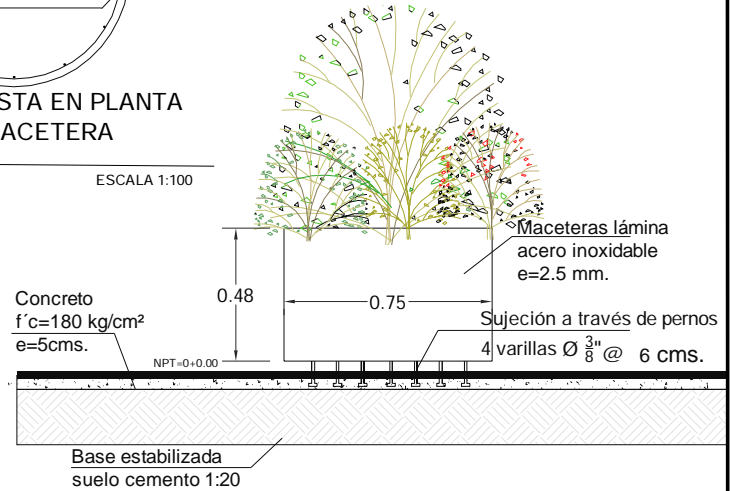 STA EN PLANTA
ACETERA
ESCALA 1:100
Maceteras lámina
acero inoxidable
e=2.5 mm.
0.48
0.75
Concreto
f´c=180 kg/cm²
e=5cms.
Sujeción a través de pernos
4 varillas Ø 3/8"@ 6 cms.
NPT=0+0.00
Base estabilizada
suelo cemento 1:20